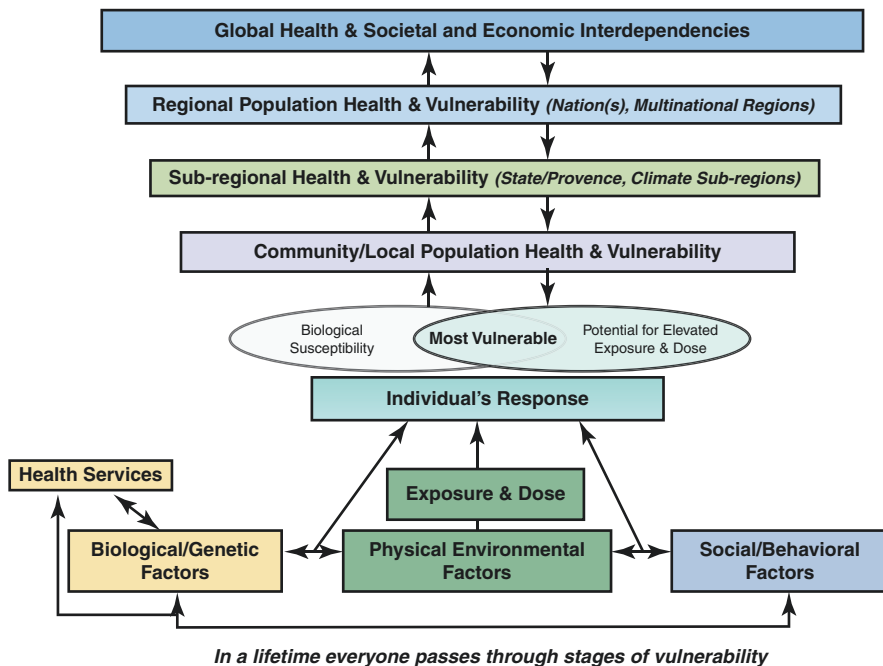 Global Health & Societal and Economic Interdependencies
Regional Population Health & Vulnerability (Nation(s), Multinational Regions)
Sub-regional Health & Vulnerability (State/Province, Climate Sub-regions)
Community/Local Population Health & Vulnerability
Biological
Susceptibility
Most Vulnerable
Potential for Elevated
Exposure & Dose
Individual’s Response
Health Services
Exposure & Dose
Biological/Genetic
Factors
Physical Environmental
Factors
Social/Behavioral
Factors
In a lifetime everyone passes through stages of vulnerability